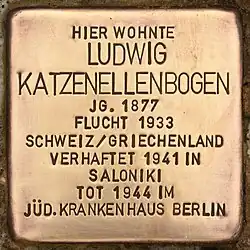 HIER WOHNTE
LUDWIG
KATZENELLENBOGEN
JG. 1877
FLUCHT 1933
SCHWEIZ/GRIECHENLAND
VERHAFTET 1941 IN
SALONIKI
TOT 1944 IM
JÜD. KRANKENHAUS BERLIN